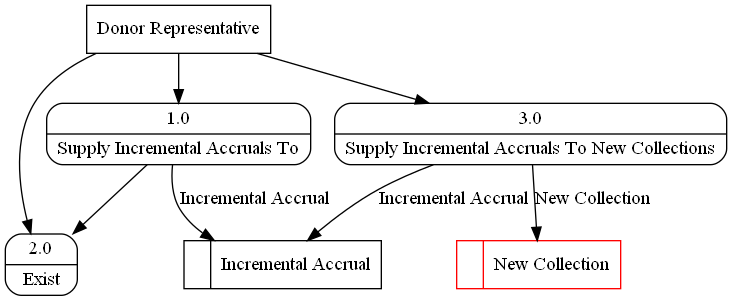 Donor Representative
1.0
Supply Incremental Accruals To
3.0
Supply Incremental Accruals To New Collections
Incremental Accrual
Incremental Accrual
New Collection
2.0
Exist
Incremental Accrual
New Collection